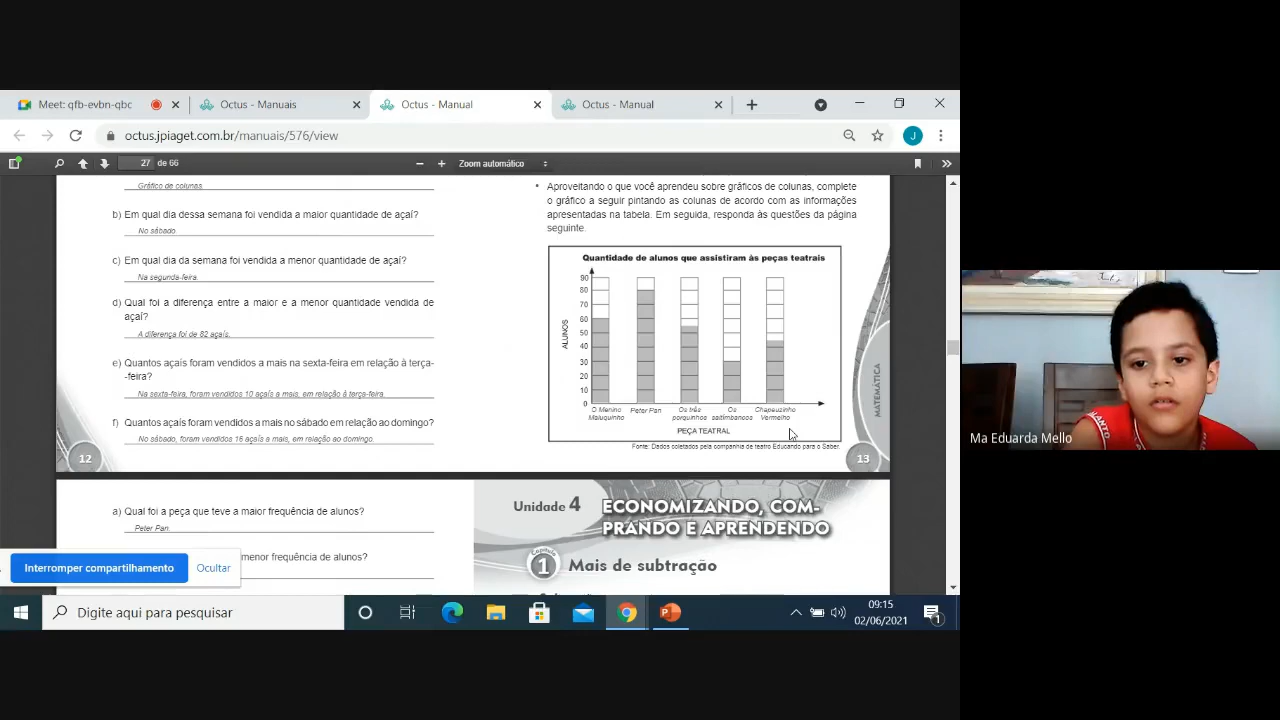 Meet: qfb-evbn-qbc
Octus - Manuais
Octus - Manual
Octus - Manual
octus.jpiaget.com.br/manuais/576/view
J
27 de 66
Zoom automático
Gráfico de colunas.
b) Em qual dia dessa semana foi vendida a maior quantidade de açaí?
No sábado.
c) Em qual dia da semana foi vendida a menor quantidade de açaí?
Na segunda-feira.
d) Qual foi a diferença entre a maior e a menor quantidade vendida de
açaí?
A diferença foi de 82 açaís.
e) Quantos açaís foram vendidos a mais na sexta-feira em relação à terça-
-feira?
Na sexta-feira, foram vendidos 10 açaís a mais, em relação à terça-feira.
f) Quantos açaís foram vendidos a mais no sábado em relação ao domingo?
No sábado, foram vendidos 16 açaís a mais, em relação ao domingo.
12
• Aproveitando o que você aprendeu sobre gráficos de colunas, complete
o gráfico a seguir pintando as colunas de acordo com as informações
apresentadas na tabela. Em seguida, responda às questões da página
seguinte.
Quantidade de alunos que assistiram às peças teatrais
90
80
70
60
50
40
30
20
10
0
ALUNOS
O Menino Maluquinho
Peter Pan
Os três porquinhos
Os saltimbancos
Chapeuzinho Vermelho
PEÇA TEATRAL
Fonte: Dados coletados pela companhia de teatro Educando para o Saber.
MATEMÁTICA
13
a) Qual foi a peça que teve a maior frequência de alunos?
Peter Pan.
menor frequência de alunos?
Unidade 4
ECONOMIZANDO, COM-
PRANDO E APRENDENDO
Capítulo
1
Mais de subtração
Interromper compartilhamento
Ocultar
Digite aqui para pesquisar
09:15
02/06/2021
1
Ma Eduarda Mello